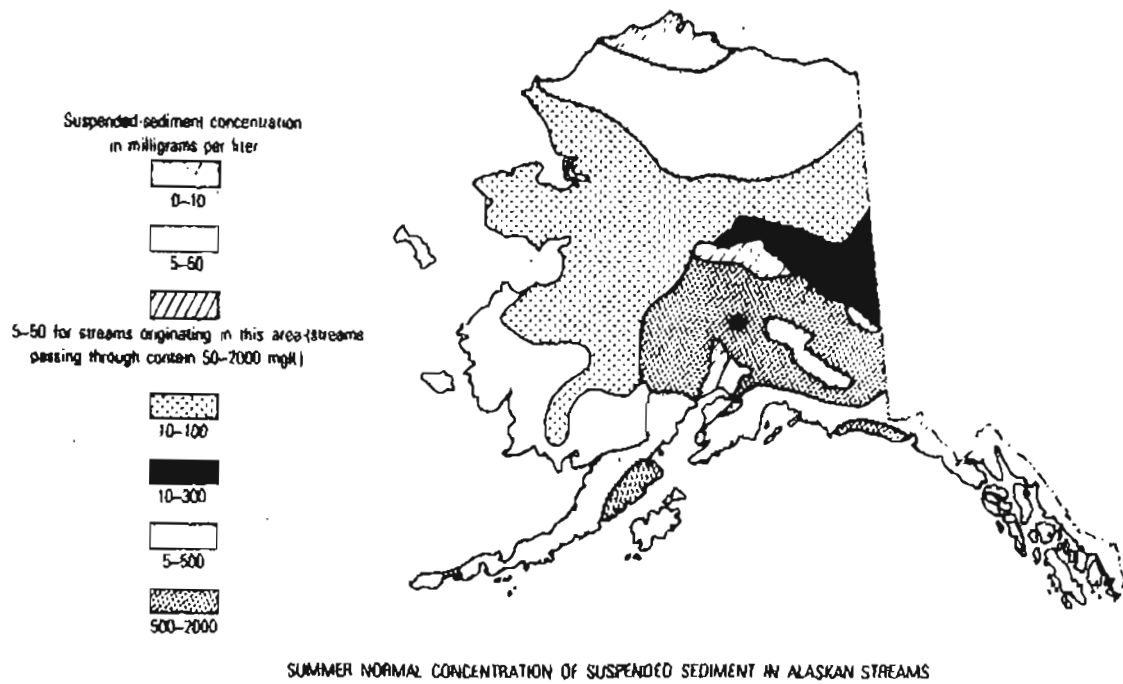 Suspended-sediment concentration
in milligrams per liter
0-10
5-50
5-50 for streams originating in this area (streams
passing through contain 50-2000 mg/l)
10-100
10-300
5-500
500-2000
SUMMER NORMAL CONCENTRATION OF SUSPENDED SEDIMENT IN ALASKAN STREAMS